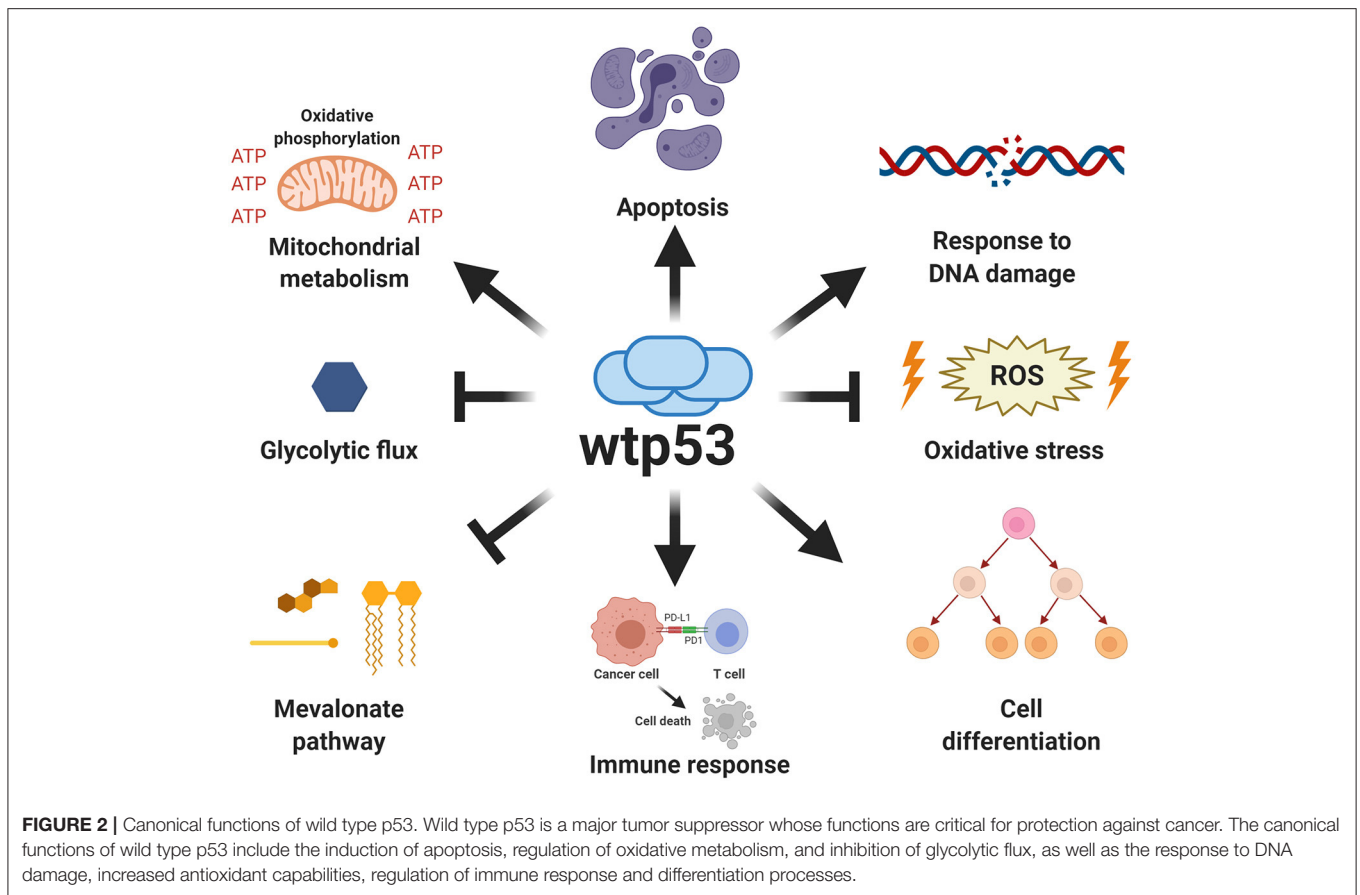 Oxidative
phosphorylation
ATP
ATP
ATP
ATP
ATP
ATP
Mitochondrial
metabolism
Apoptosis
Response to
DNA damage
Glycolytic flux
wtp53
ROS
Oxidative stress
Mevalonate
pathway
PD-L1
PD1
Cancer cell
T cell
Cell death
Immune response
Cell
differentiation
FIGURE 2 | Canonical functions of wild type p53. Wild type p53 is a major tumor suppressor whose functions are critical for protection against cancer. The canonical
functions of wild type p53 include the induction of apoptosis, regulation of oxidative metabolism, and inhibition of glycolytic flux, as well as the response to DNA
damage, increased antioxidant capabilities, regulation of immune response and differentiation processes.